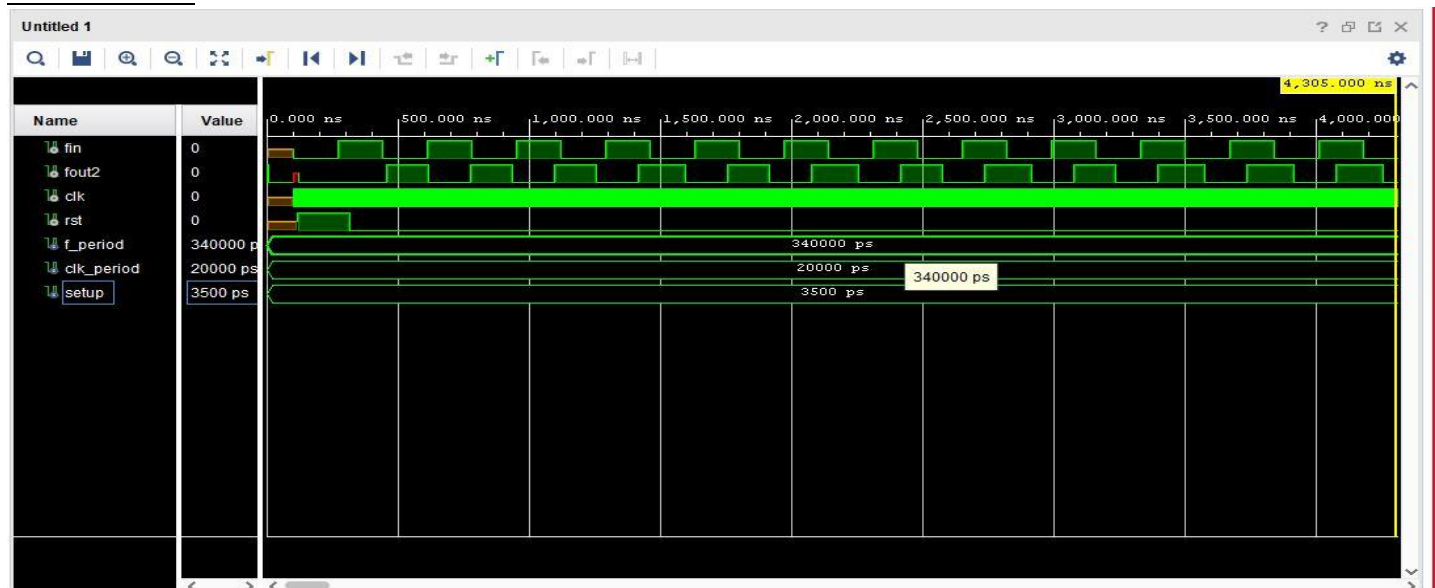 Untitled 1
4,305.000 ns
Name Value 0.000 ns 500.000 ns 1,000.000 ns 1,500.000 ns 2,000.000 ns 2,500.000 ns 3,000.000 ns 3,500.000 ns 4,000.000
fin 0
fout2 0
clk 0
rst 0
f_period 340000 p 340000 ps
clk_period 20000 ps 20000 ps
340000 ps
setup 3500 ps 3500 ps